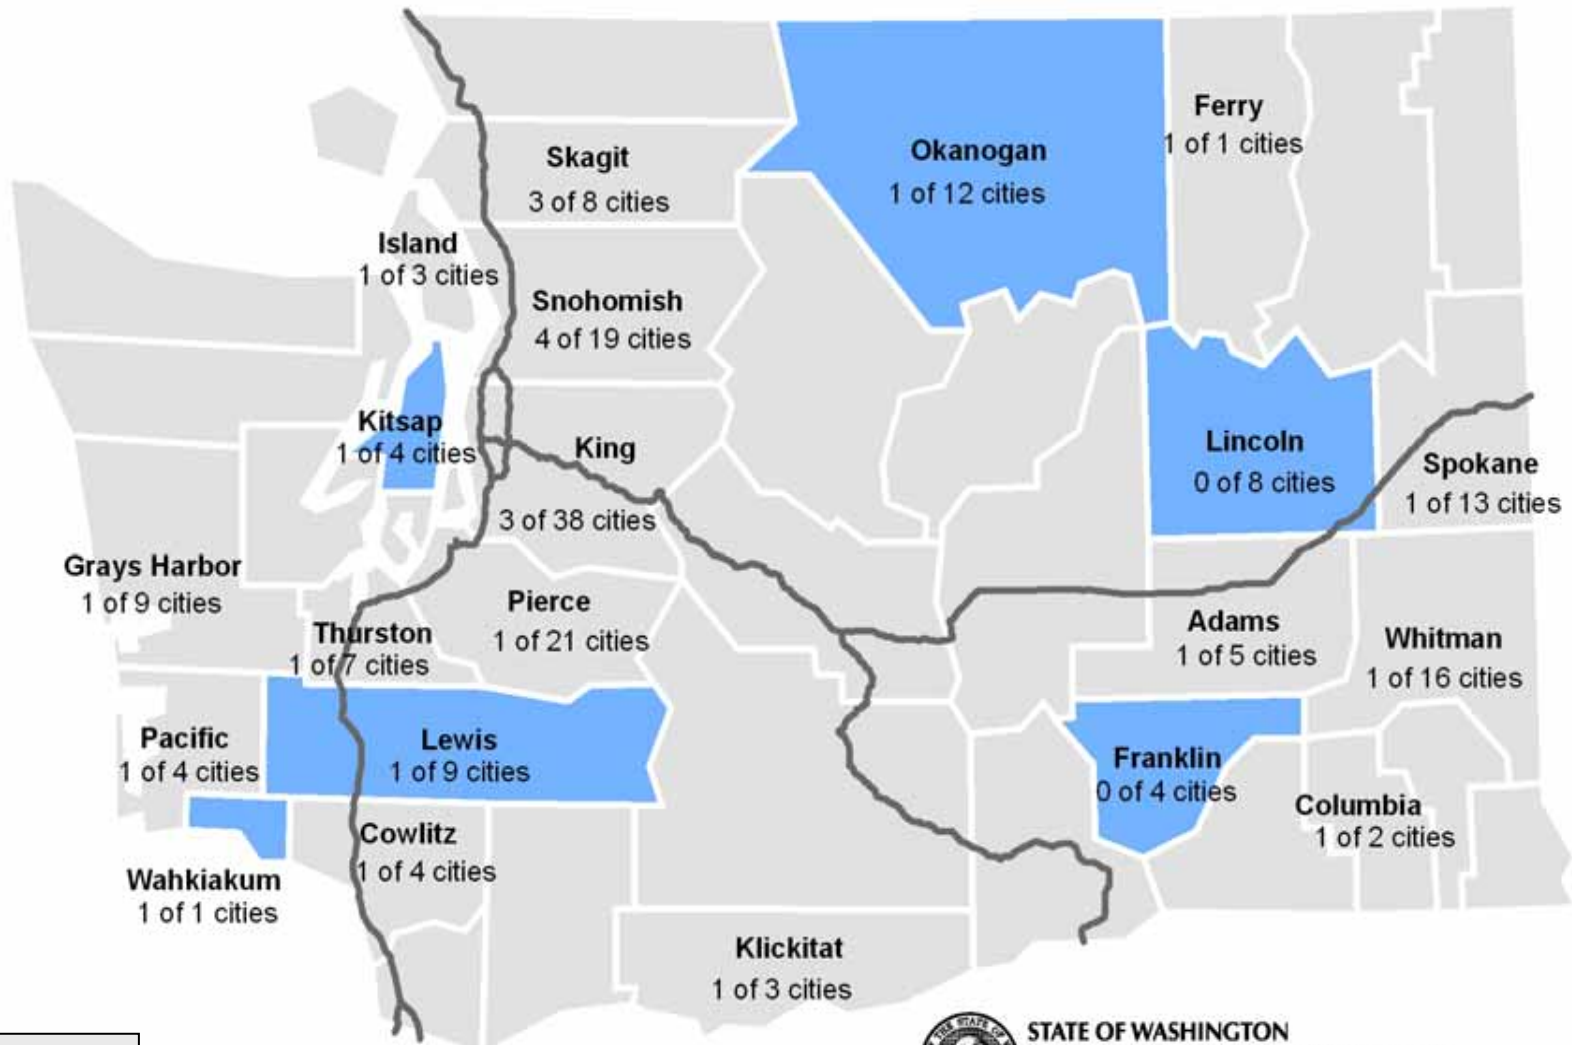 Ferry
1 of 1 cities
Okanogan
1 of 12 cities
Skagit
3 of 8 cities
Island
1 of 3 cities
Snohomish
4 of 19 cities
Kitsap
1 of 4 cities
King
3 of 38 cities
Lincoln
0 of 8 cities
Spokane
1 of 13 cities
Grays Harbor
1 of 9 cities
Pierce
1 of 21 cities
Thurston
1 of 7 cities
Adams
1 of 5 cities
Whitman
1 of 16 cities
Pacific
1 of 4 cities
Lewis
1 of 9 cities
Franklin
0 of 4 cities
Columbia
1 of 2 cities
Cowlitz
1 of 4 cities
Wahkiakum
1 of 1 cities
Klickitat
1 of 3 cities
THE STATE OF
STATE OF WASHINGTON